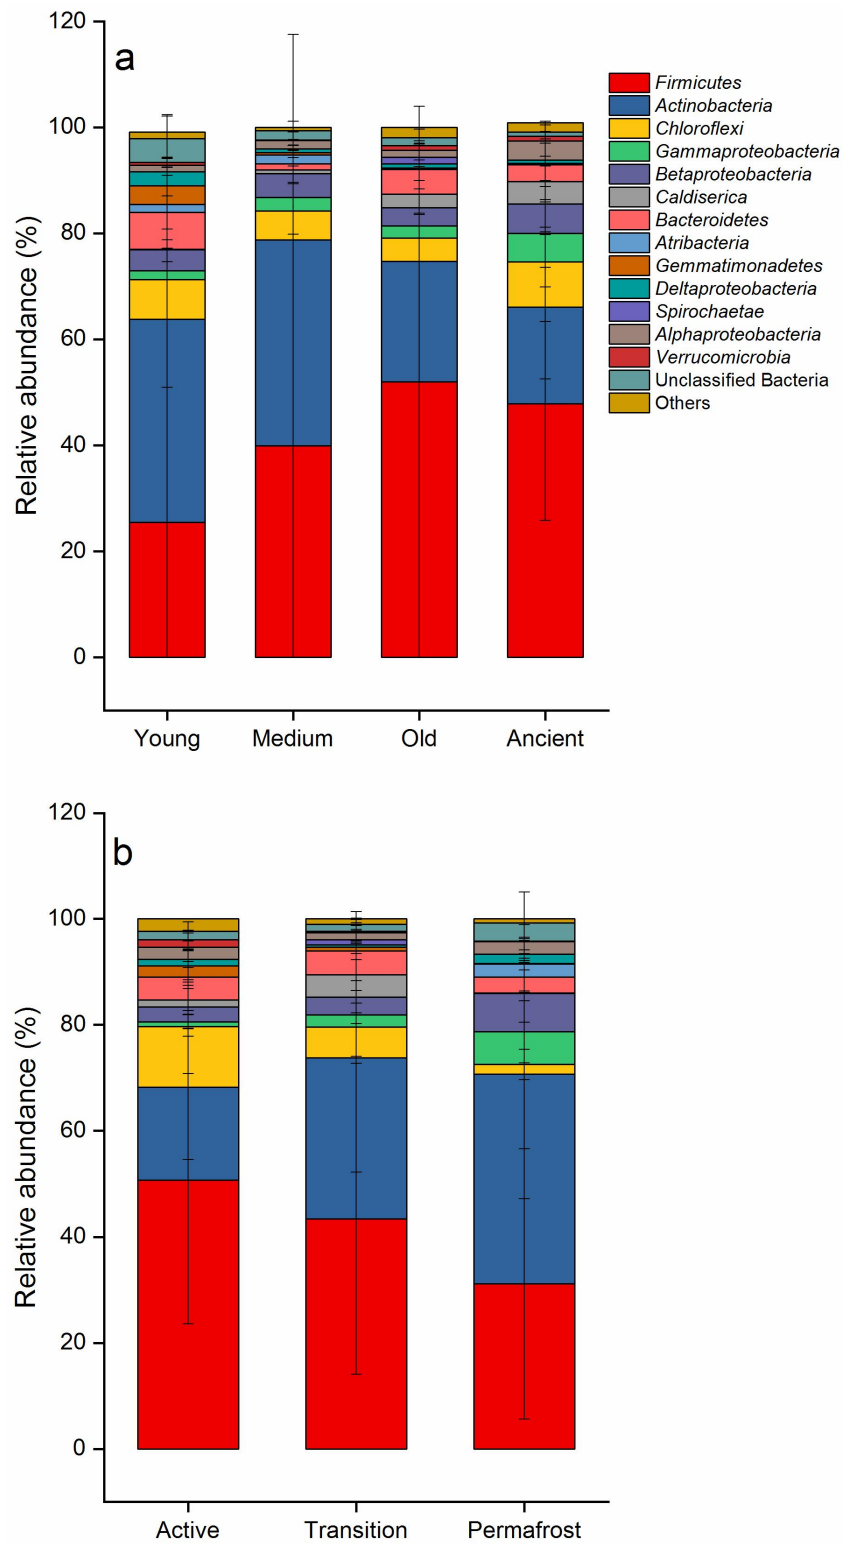 a
120
100
80
60
40
20
0
Relative abundance (%)
Young Medium Old Ancient
Firmicutes
Actinobacteria
Chloroflexi
Gammaproteobacteria
Betaproteobacteria
Caldiserica
Bacteroidetes
Atribacteria
Gemmatimonadetes
Deltaproteobacteria
Spirochaetae
Alphaproteobacteria
Verrucomicrobia
Unclassified Bacteria
Others
b
120
100
80
60
40
20
0
Relative abundance (%)
Active Transition Permafrost